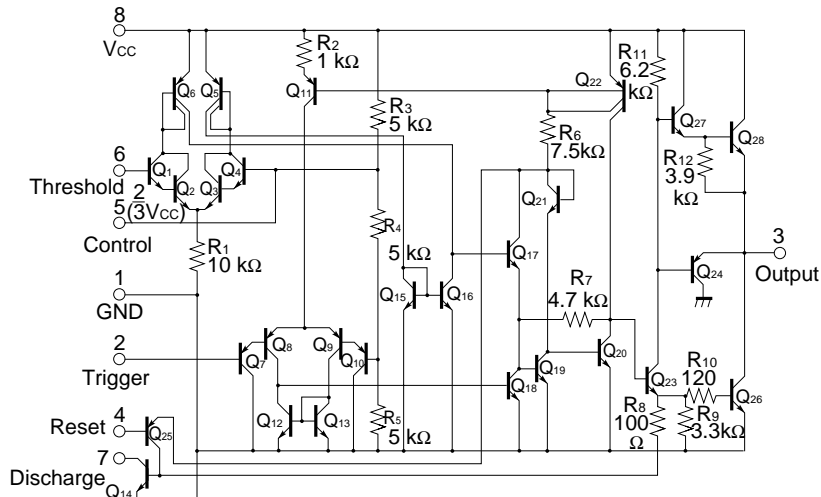 8
VCC
R2
1 kΩ
R11
6.2
kΩ
Q6
Q5
Q11
Q22
R3
5 kΩ
Q27
Q28
R6
7.5kΩ
R12
3.9
kΩ
6
Threshold
Q1
Q2
Q3
Q4
Q21
5
(2/3VCC)
Control
R4
5 kΩ
R1
10 kΩ
Q17
3
Output
Q24
1
GND
Q15
Q16
R7
4.7 kΩ
2
Trigger
Q7
Q8
Q9
Q10
Q18
Q19
Q20
Q23
R10
120
Q26
4
Reset
Q25
Q12
Q13
R5
5 kΩ
R8
100
Ω
R9
3.3kΩ
7
Discharge
Q14